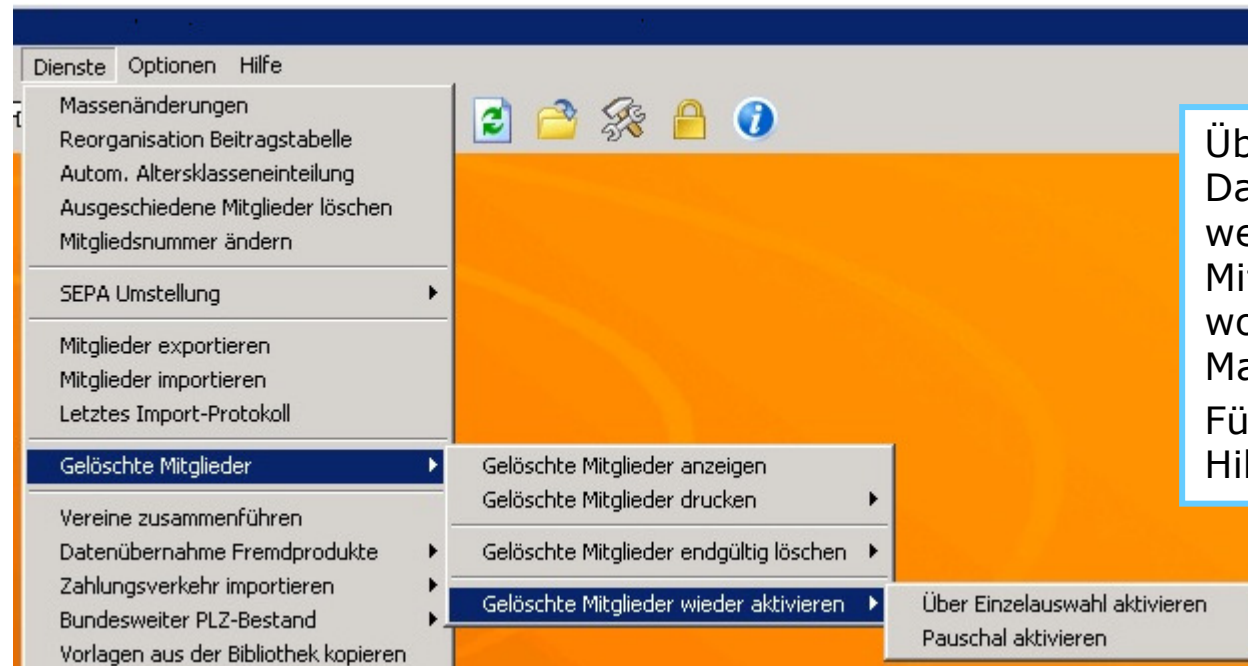 Dienste Optionen Hilfe
Massenänderungen
Reorganisation Beitragstabelle
Autom. Altersklasseneinteilung
Ausgeschiedene Mitglieder löschen
Mitgliedsnummer ändern
SEPA Umstellung
Mitglieder exportieren
Mitglieder importieren
Letztes Import-Protokoll
Gelöschte Mitglieder
Vereine zusammenführen
Datenübernahme Fremdprodukte
Zahlungsverkehr importieren
Bundesweiter PLZ-Bestand
Vorlagen aus der Bibliothek kopieren
Gelöschte Mitglieder anzeigen
Gelöschte Mitglieder drucken
Gelöschte Mitglieder endgültig löschen
Gelöschte Mitglieder wieder aktivieren
Über Einzelauswahl aktivieren
Pauschal aktivieren